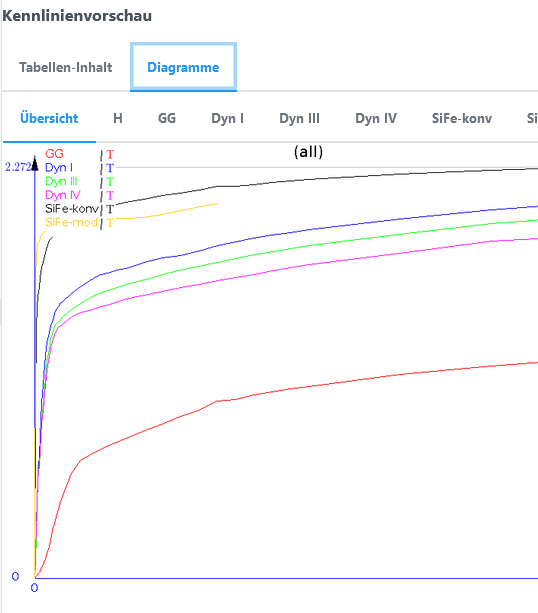 Kennlinienvorschau
Tabellen-Inhalt Diagramme
Übersicht H GG Dyn I Dyn III Dyn IV SiFe-konv Si
(all)
2.272
GG | T
Dyn I | T
Dyn III | T
Dyn IV | T
SiFe-konv | T
SiFe-mod | T
0
0